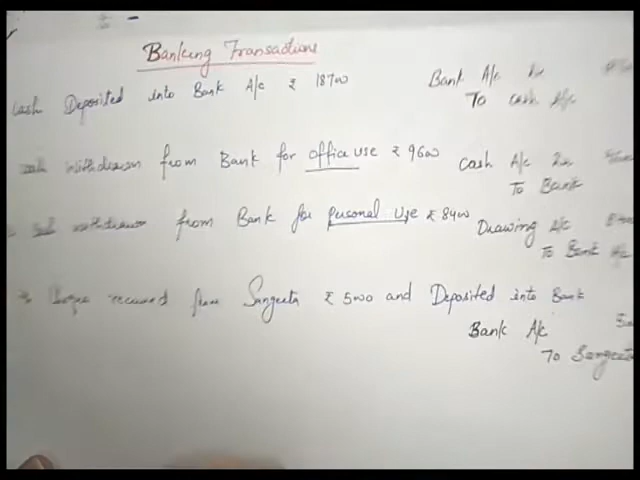 Banking Transactions
Cash Deposited into Bank A/c ₹ 18700 Bank A/c Dr
To cash A/c
withdrawn from Bank for office use ₹ 9600 Cash A/c Dr
To Bank
withdrawn from Bank for personal use ₹ 8400 Drawing A/c
To Bank A/c
received from Sangeeta ₹ 5000 and Deposited into Bank
Bank A/c
To Sangeeta